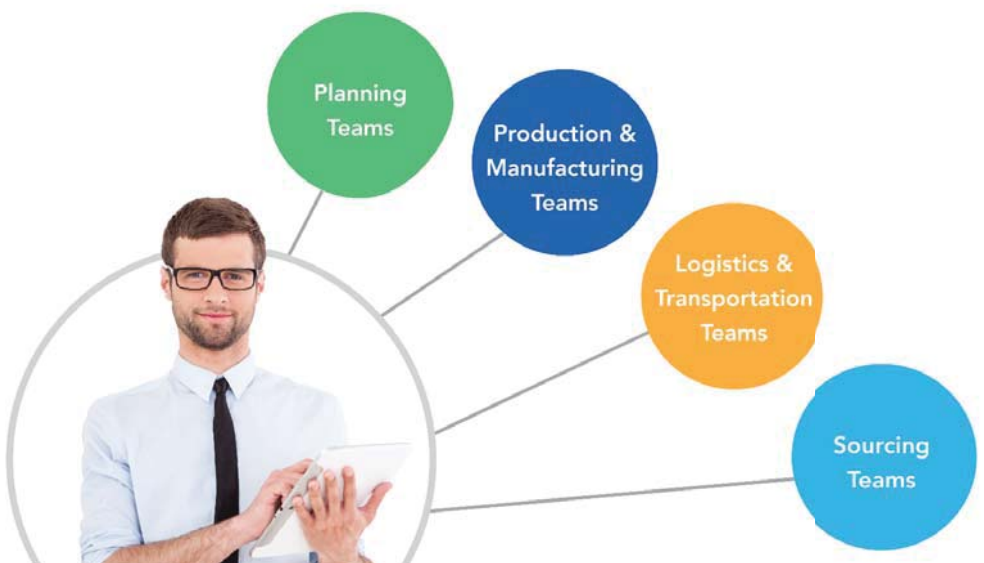 Planning
Teams
Production &
Manufacturing
Teams
Logistics &
Transportation
Teams
Sourcing
Teams